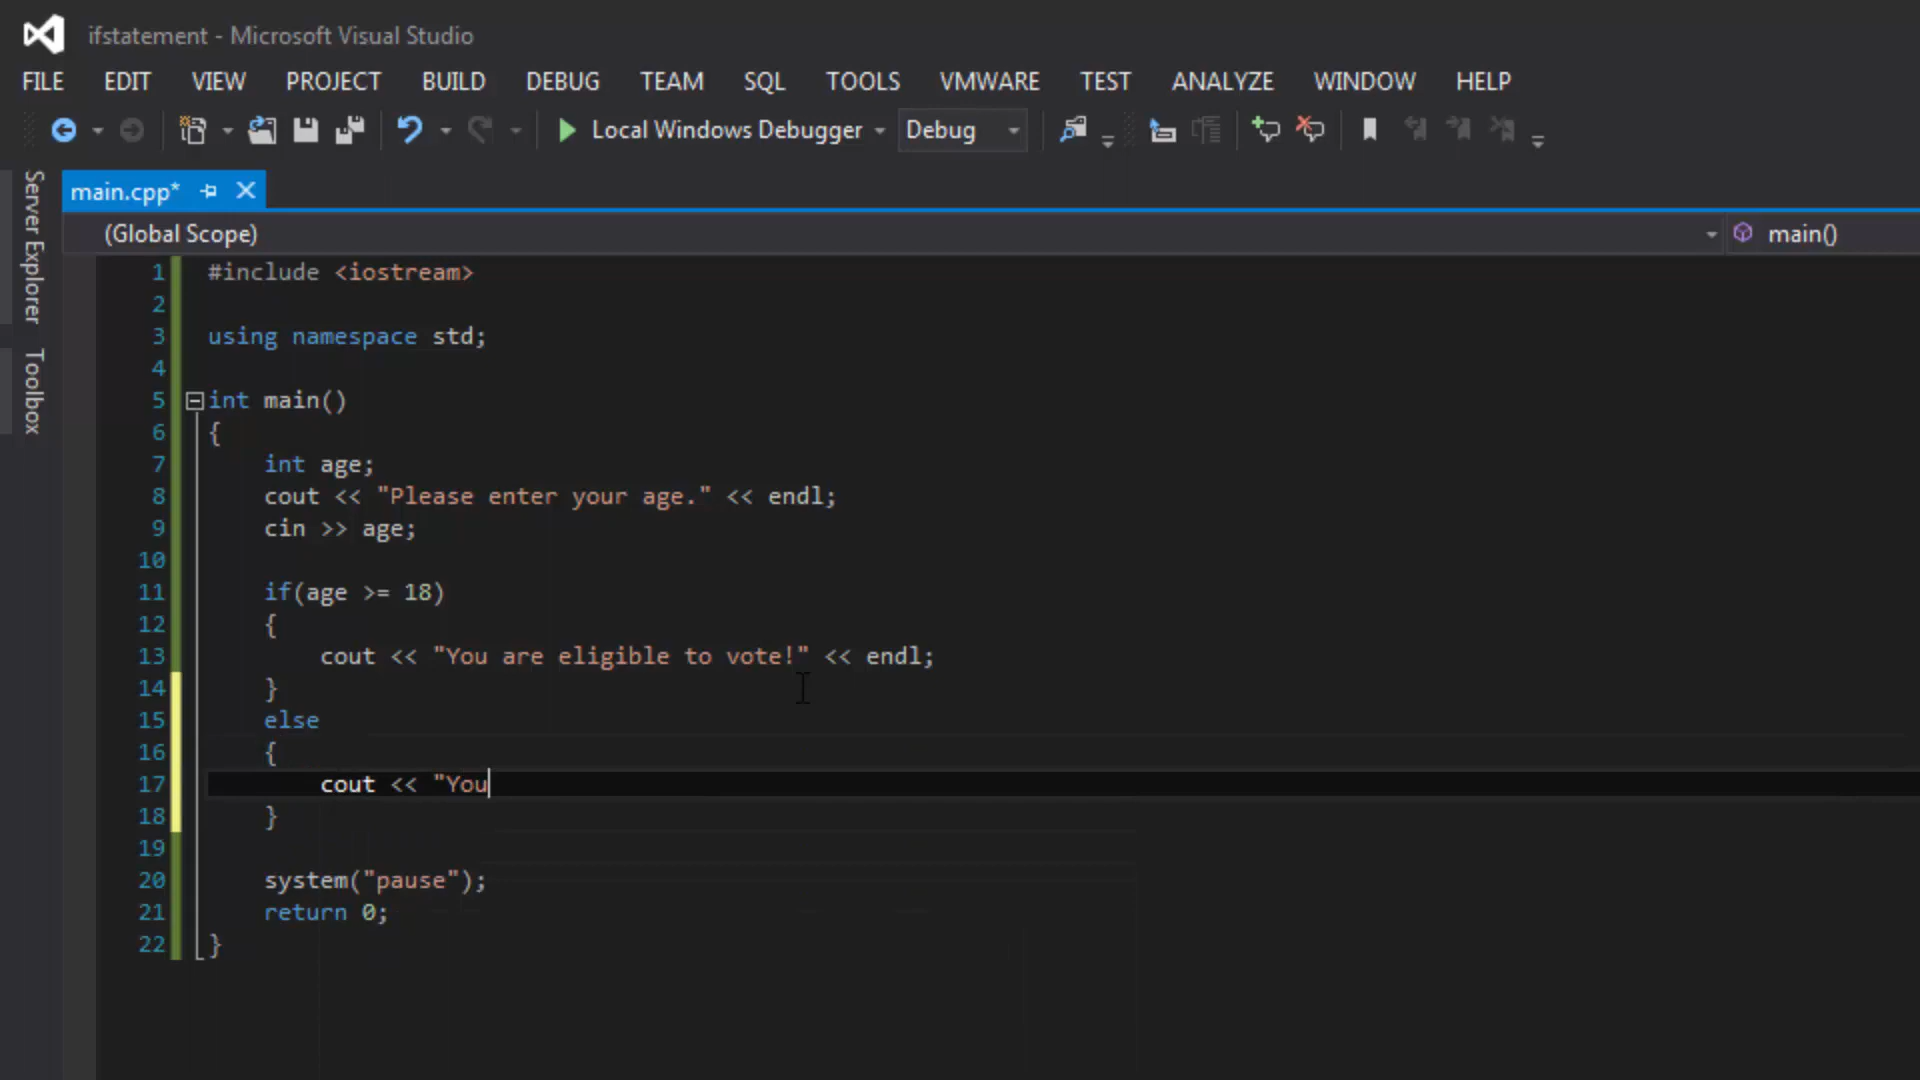 ifstatement - Microsoft Visual Studio
FILE EDIT VIEW PROJECT BUILD DEBUG TEAM SQL TOOLS VMWARE TEST ANALYZE WINDOW HELP
Local Windows Debugger Debug
Server Explorer
Toolbox
main.cpp*
(Global Scope) main()
1 #include <iostream>
2
3 using namespace std;
4
5 int main()
6 {
7 int age;
8 cout << "Please enter your age." << endl;
9 cin >> age;
10
11 if(age >= 18)
12 {
13 cout << "You are eligible to vote!" << endl;
14 }
15 else
16 {
17 cout << "You
18 }
19
20 system("pause");
21 return 0;
22 }